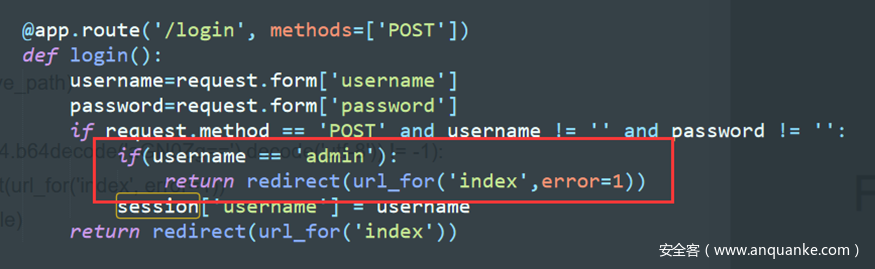 @app.route('/login', methods=['POST'])
def login():
username=request.form['username']
password=request.form['password']
if request.method == 'POST' and username != '' and password != '':
if(username == 'admin'):
return redirect(url_for('index',error=1))
session['username'] = username
return redirect(url_for('index'))
安全客（www.anquanke.com）